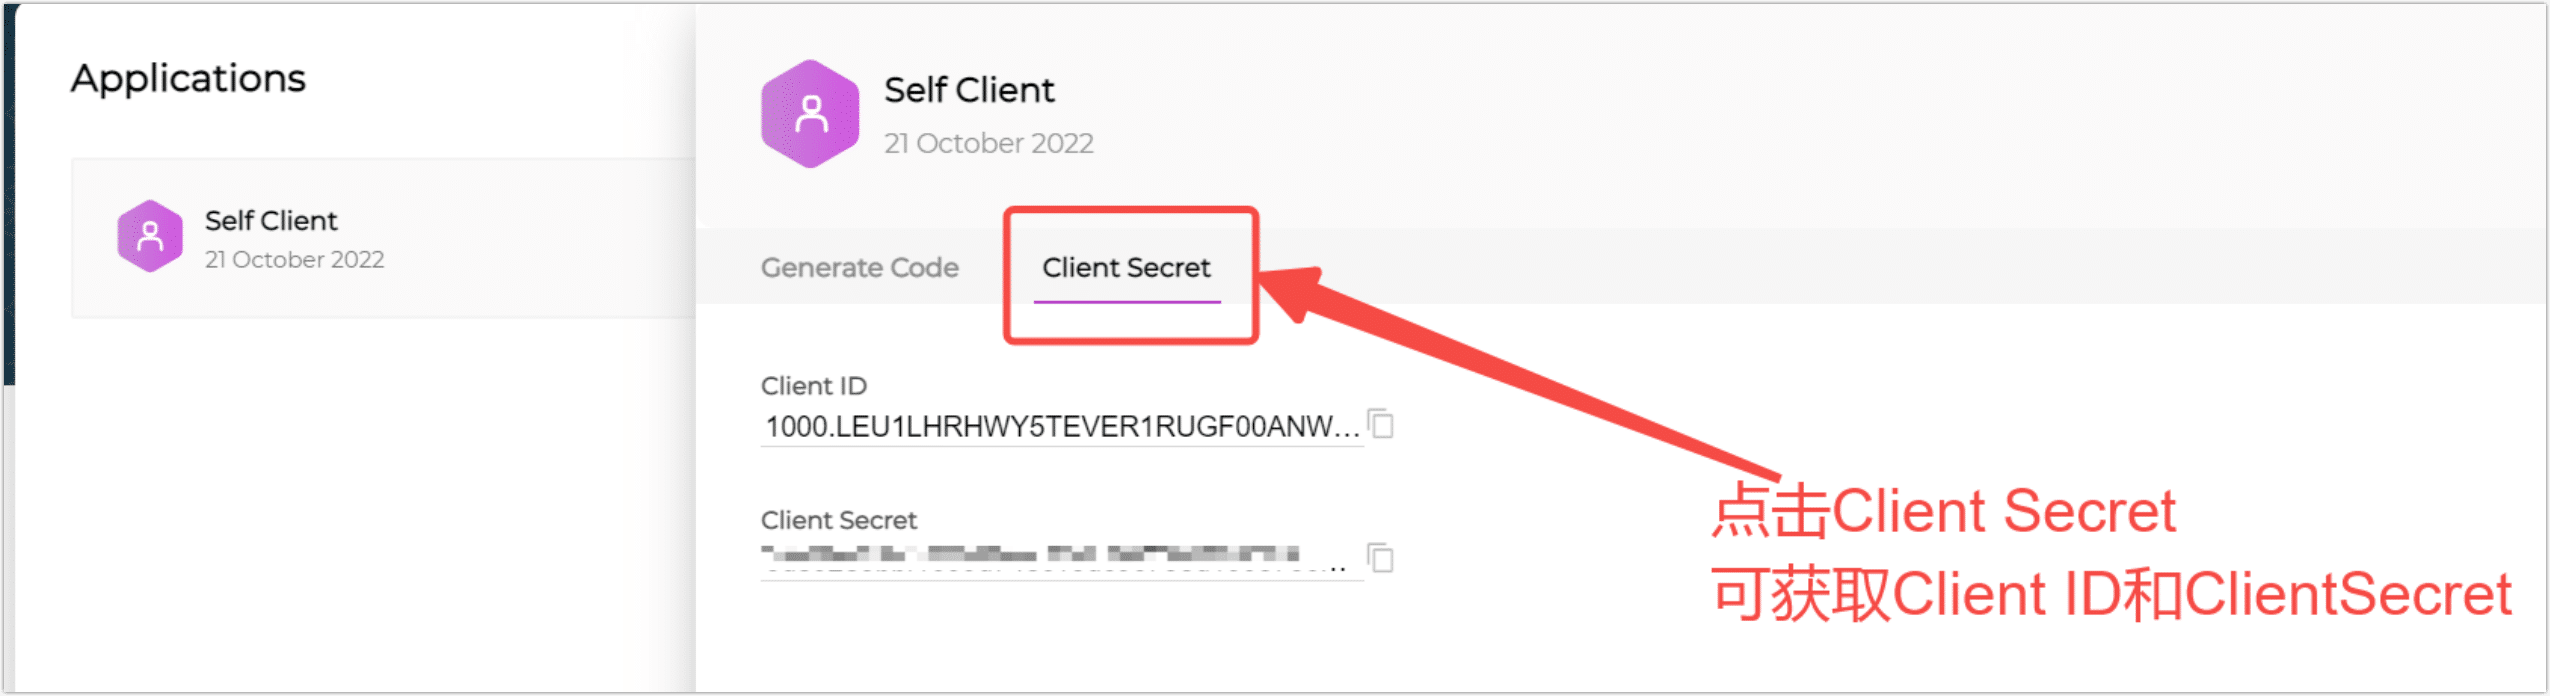 Applications
Self Client
21 October 2022
Self Client
21 October 2022
Generate Code
Client Secret
Client ID
1000.LEU1LHRHWY5TEVER1RUGF00ANW...
Client Secret
点击Client Secret
可获取Client ID和ClientSecret